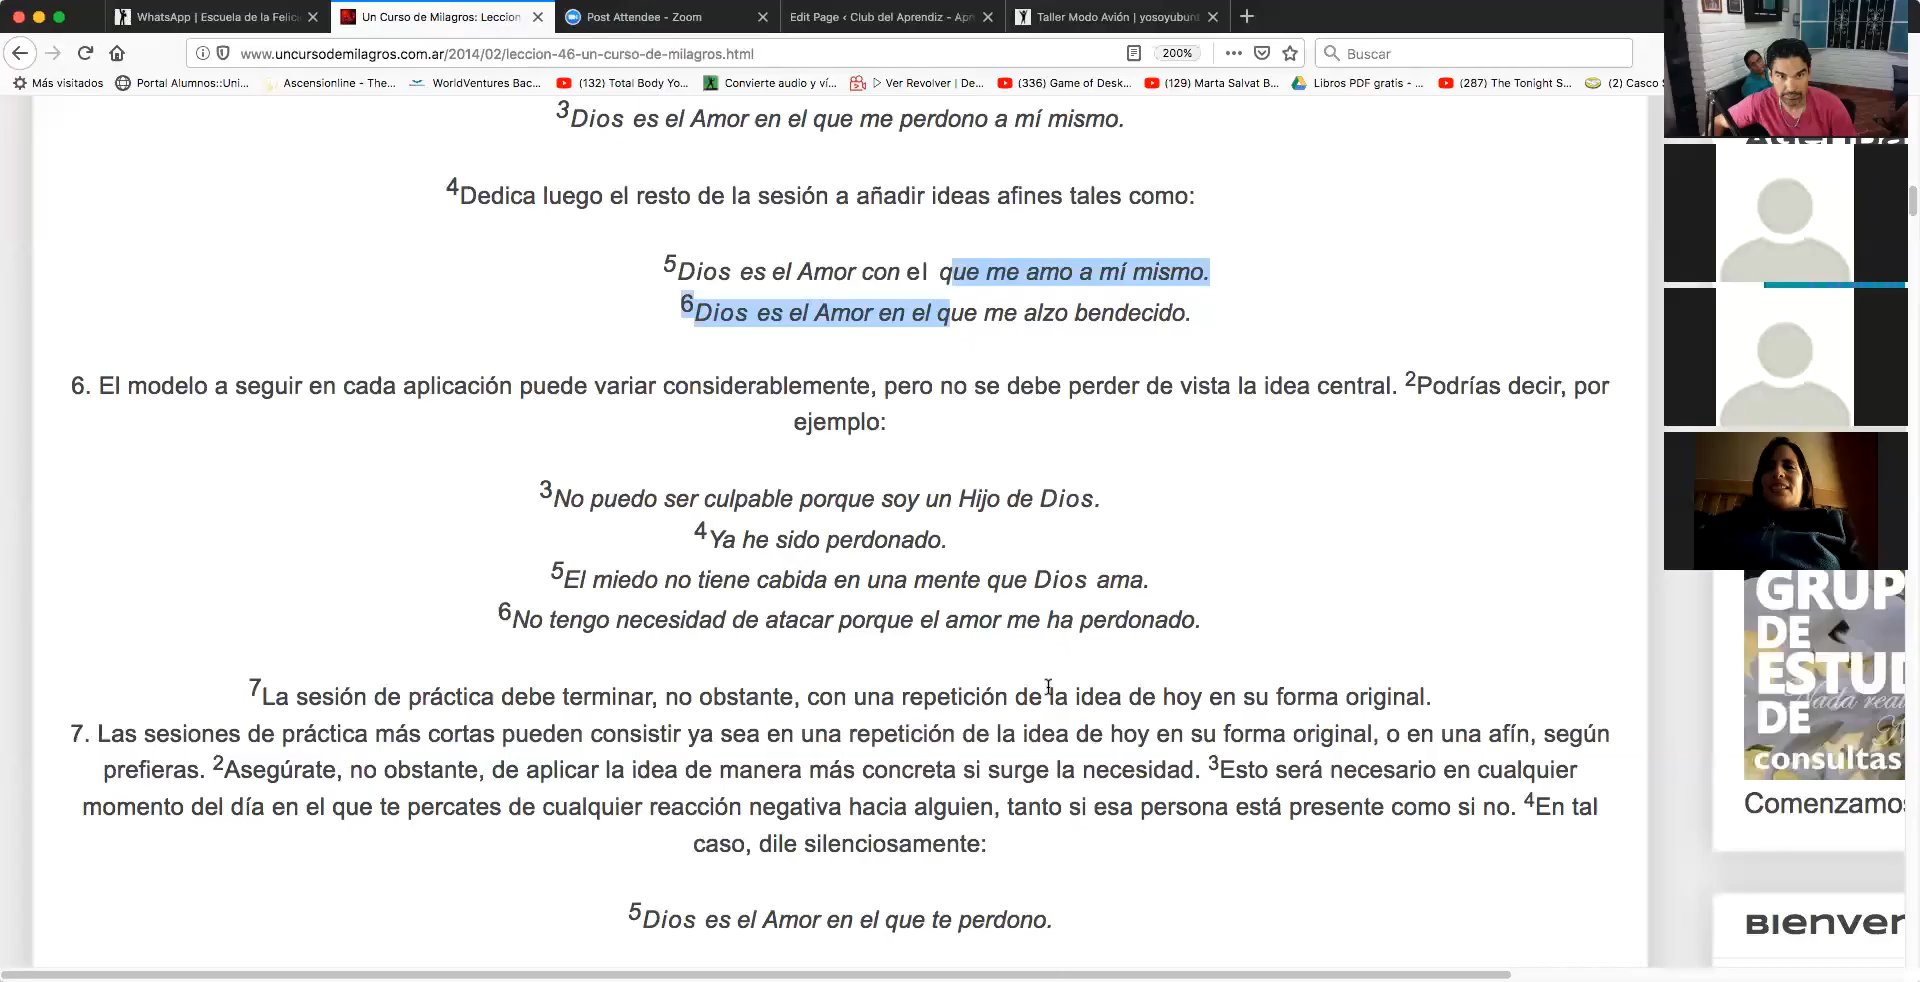 WhatsApp | Escuela de la Felici
Un Curso de Milagros: Leccion
Post Attendee - Zoom
Edit Page ‹ Club del Aprendiz - Apr
Taller Modo Avión | yosoyubun
www.uncursodemilagros.com.ar/2014/02/leccion-46-un-curso-de-milagros.html
200%
Buscar
Más visitados
Portal Alumnos::Uni...
Ascensionline - The...
WorldVentures Bac...
(132) Total Body Yo...
Convierte audio y ví...
▷ Ver Revolver | De...
(336) Game of Desk...
(129) Marta Salvat B...
Libros PDF gratis - ...
(287) The Tonight S...
(2) Casco
3Dios es el Amor en el que me perdono a mí mismo.
4Dedica luego el resto de la sesión a añadir ideas afines tales como:
5Dios es el Amor con el que me amo a mí mismo.
6Dios es el Amor en el que me alzo bendecido.
6. El modelo a seguir en cada aplicación puede variar considerablemente, pero no se debe perder de vista la idea central. 2Podrías decir, por
ejemplo:
3No puedo ser culpable porque soy un Hijo de Dios.
4Ya he sido perdonado.
5El miedo no tiene cabida en una mente que Dios ama.
6No tengo necesidad de atacar porque el amor me ha perdonado.
7La sesión de práctica debe terminar, no obstante, con una repetición de la idea de hoy en su forma original.
7. Las sesiones de práctica más cortas pueden consistir ya sea en una repetición de la idea de hoy en su forma original, o en una afín, según
prefieras. 2Asegúrate, no obstante, de aplicar la idea de manera más concreta si surge la necesidad. 3Esto será necesario en cualquier
momento del día en el que te percates de cualquier reacción negativa hacia alguien, tanto si esa persona está presente como si no. 4En tal
caso, dile silenciosamente:
5Dios es el Amor en el que te perdono.
GRUP
DE
ESTUD
DE
Nada rea
consultas
Comenzamo
Bienver